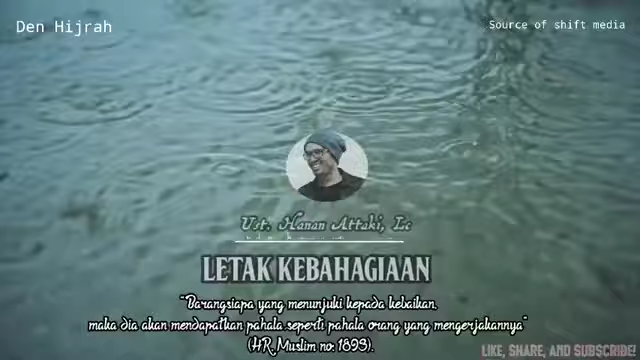 Den Hijrah
Source of shift media
Ust. Hanan Attaki, Lc
LETAK KEBAHAGIAAN
"Barangsiapa yang menunjuki kepada kebaikan,
maka dia akan mendapatkan pahala seperti pahala orang yang mengerjakannya"
(HR. Muslim no: 1893).
LIKE, SHARE, AND SUBSCRIBE!